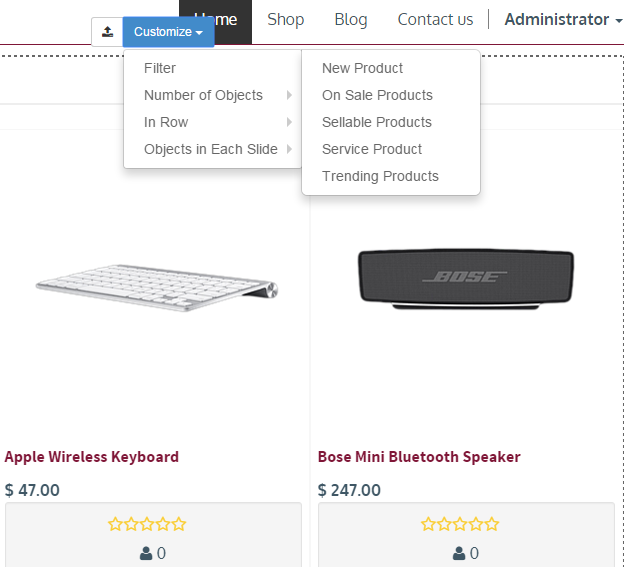 Home Shop Blog Contact us Administrator
Customize
Filter
Number of Objects
In Row
Objects in Each Slide
New Product
On Sale Products
Sellable Products
Service Product
Trending Products
BOSE
Apple Wireless Keyboard
$ 47.00
0
Bose Mini Bluetooth Speaker
$ 247.00
0